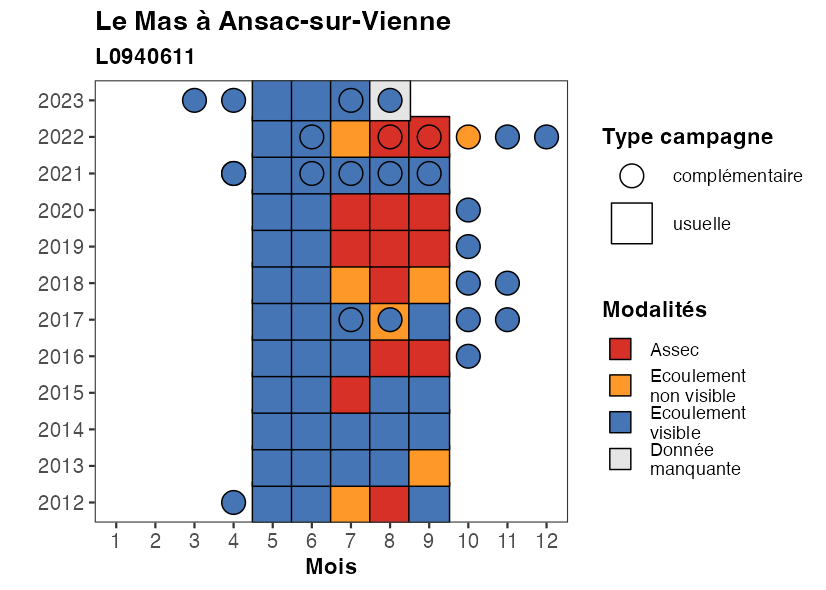 Le Mas à Ansac-sur-Vienne
L0940611
2023
2022
2021
2020
2019
2018
2017
2016
2015
2014
2013
2012
1 2 3 4 5 6 7 8 9 10 11 12
Mois
Type campagne
complémentaire
usuelle
Modalités
Assec
Ecoulement
non visible
Ecoulement
visible
Donnée
manquante